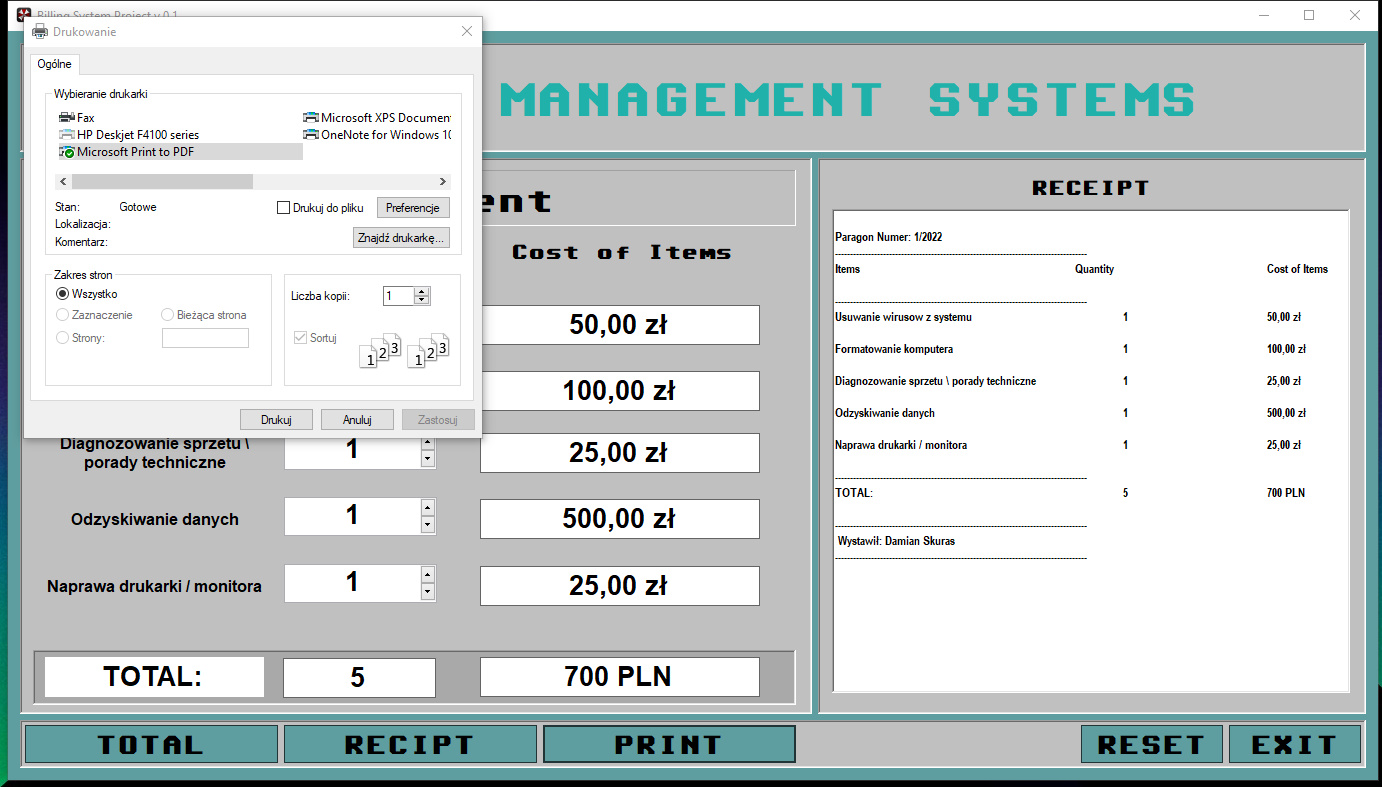 Billing System Project v 0.1
Drukowanie
Ogólne
Wybieranie drukarki
Fax
HP Deskjet F4100 series
Microsoft Print to PDF
Microsoft XPS Documen
OneNote for Windows 10
Stan: Gotowe
Lokalizacja:
Komentarz:
Drukuj do pliku
Preferencje
Znajdź drukarkę...
Zakres stron
Wszystko
Zaznaczenie
Bieżąca strona
Strony:
Liczba kopii: 1
Sortuj
1 2 3 1 2 3
Drukuj
Anuluj
Zastosuj
MANAGEMENT SYSTEMS
ent
Cost of Items
50,00 zł
100,00 zł
Diagnozowanie sprzetu \
porady techniczne
1
25,00 zł
Odzyskiwanie danych
1
500,00 zł
Naprawa drukarki / monitora
1
25,00 zł
TOTAL:
5
700 PLN
RECEIPT
Paragon Numer: 1/2022
Items Quantity Cost of Items
Usuwanie wirusow z systemu 1 50,00 zł
Formatowanie komputera 1 100,00 zł
Diagnozowanie sprzetu \ porady techniczne 1 25,00 zł
Odzyskiwanie danych 1 500,00 zł
Naprawa drukarki / monitora 1 25,00 zł
TOTAL: 5 700 PLN
Wystawił: Damian Skuras
TOTAL
RECIPT
PRINT
RESET
EXIT